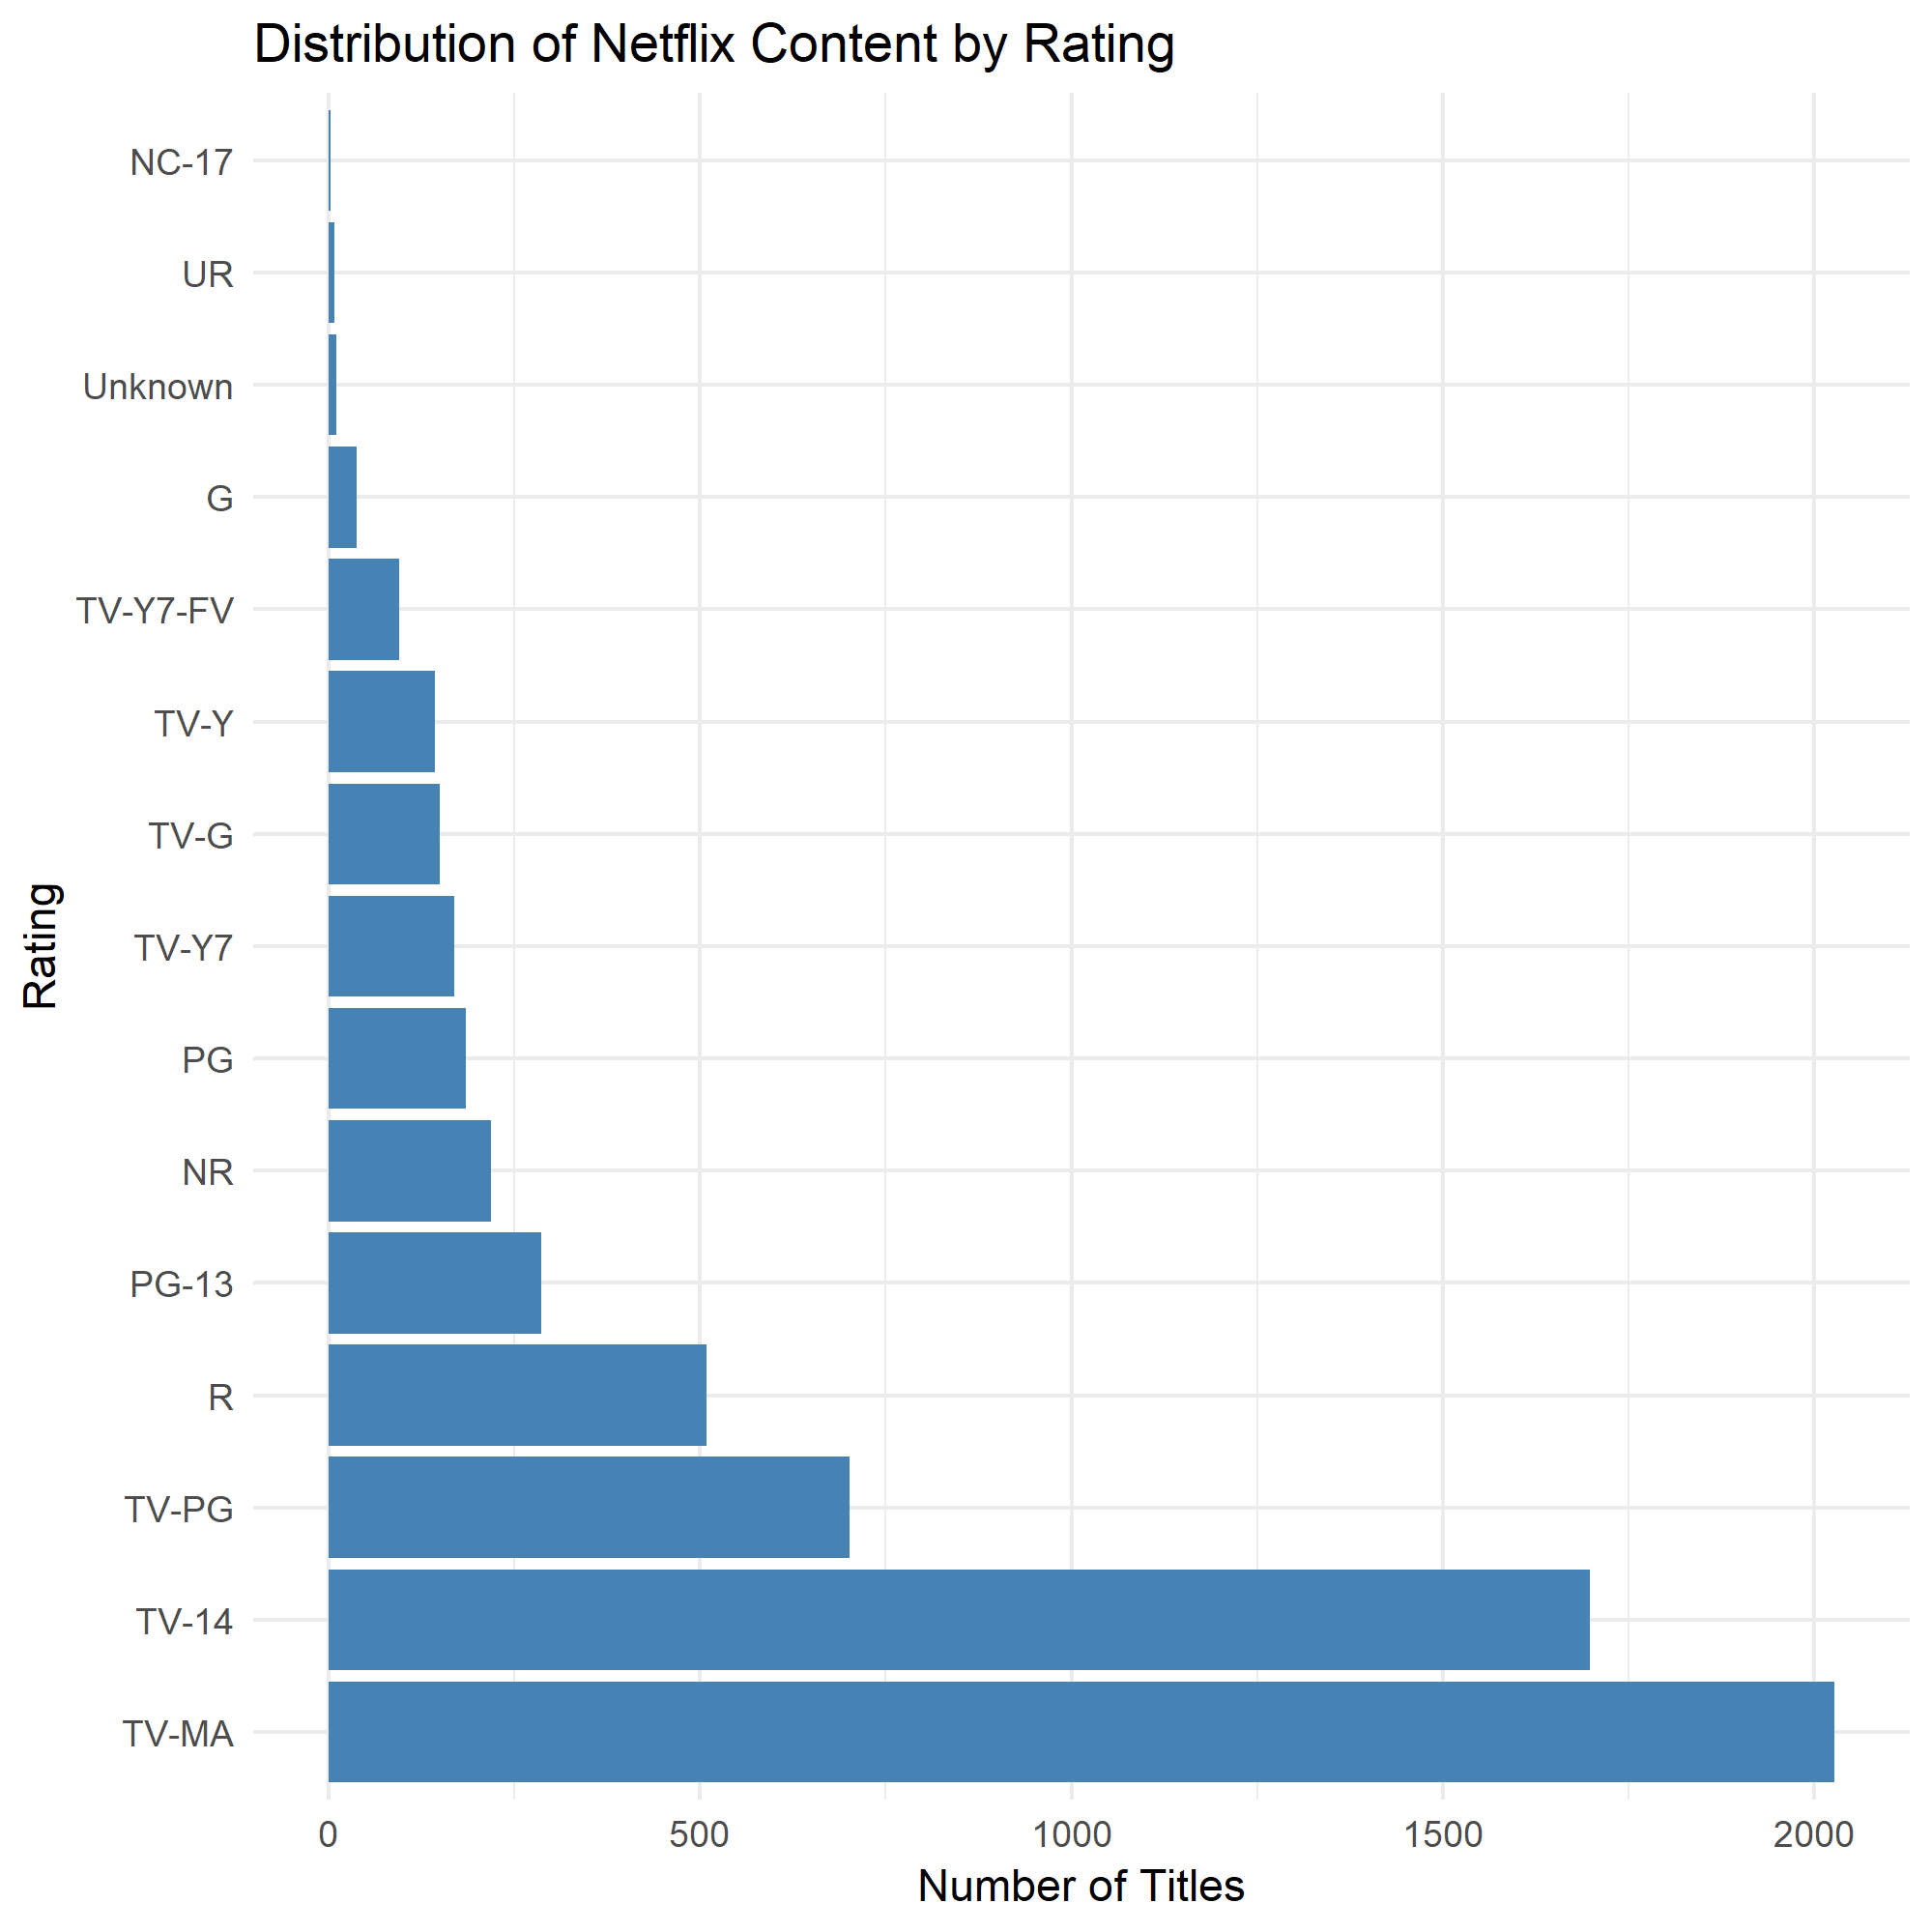 Distribution of Netflix Content by Rating
NC-17
UR
Unknown
G
TV-Y7-FV
TV-Y
TV-G
TV-Y7
PG
NR
PG-13
R
TV-PG
TV-14
TV-MA
Rating
0 500 1000 1500 2000
Number of Titles